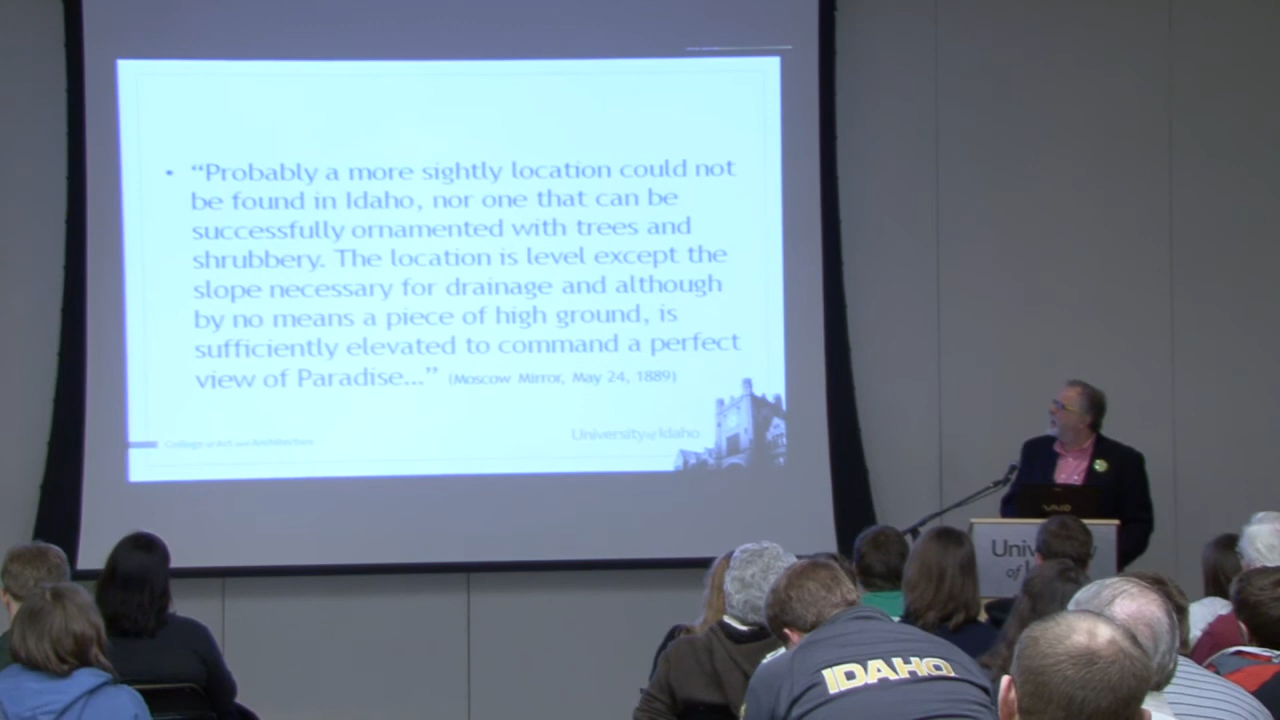 • “Probably a more sightly location could not
be found in Idaho, nor one that can be
successfully ornamented with trees and
shrubbery. The location is level except the
slope necessary for drainage and although
by no means a piece of high ground, is
sufficiently elevated to command a perfect
view of Paradise...” (Moscow Mirror, May 24, 1889)
College of Art and Architecture
University of Idaho
VAIO
Univ
of
IDAHO